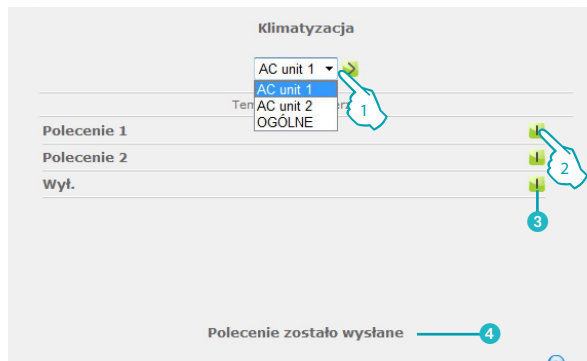 Klimatyzacja
AC unit 1
AC unit 1
AC unit 2
OGÓLNE
1
Polecenie 1
2
Polecenie 2
Wył.
3
Polecenie zostało wysłane
4